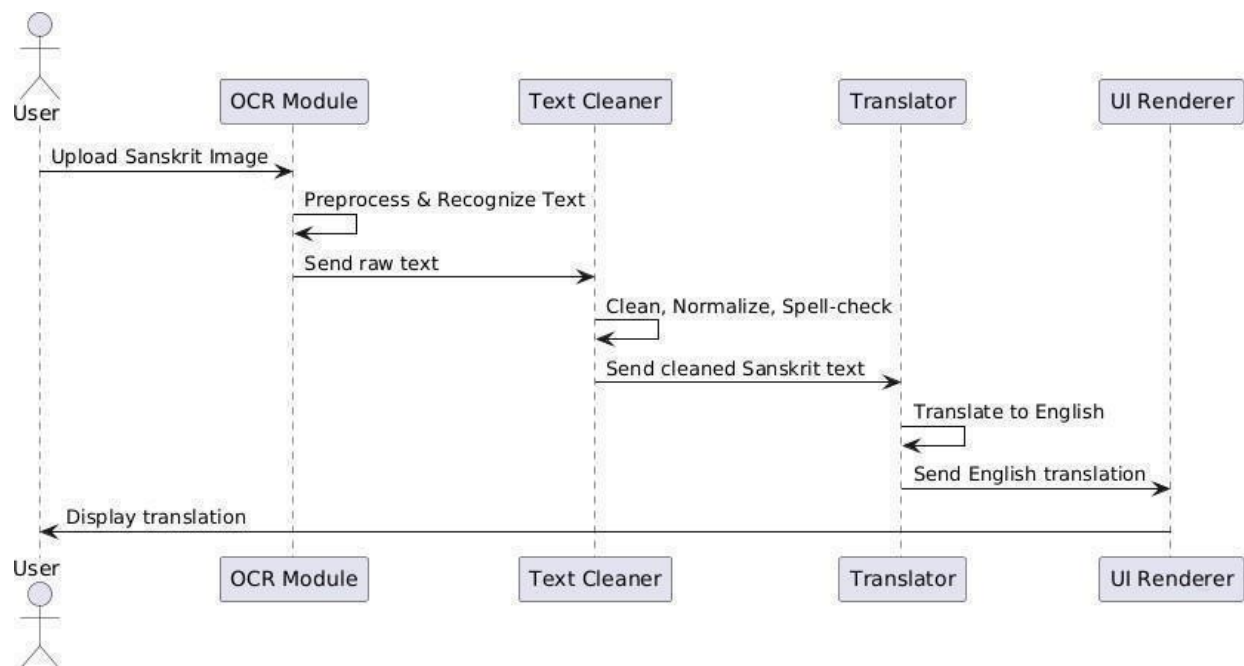 User
OCR Module
Text Cleaner
Translator
UI Renderer
Upload Sanskrit Image
Preprocess & Recognize Text
Send raw text
Clean, Normalize, Spell-check
Send cleaned Sanskrit text
Translate to English
Send English translation
Display translation
User
OCR Module
Text Cleaner
Translator
UI Renderer